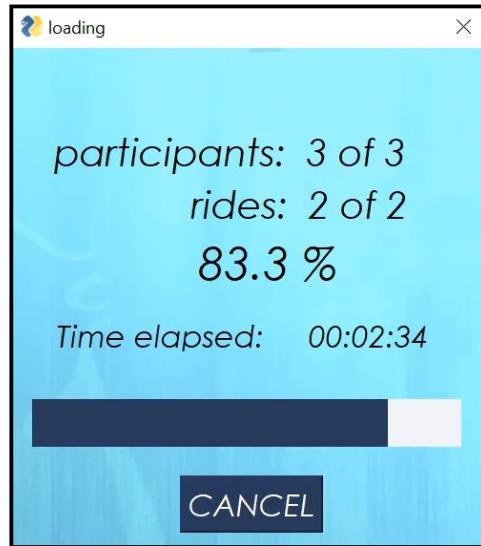 loading
participants: 3 of 3
rides: 2 of 2
83.3 %
Time elapsed: 00:02:34
CANCEL